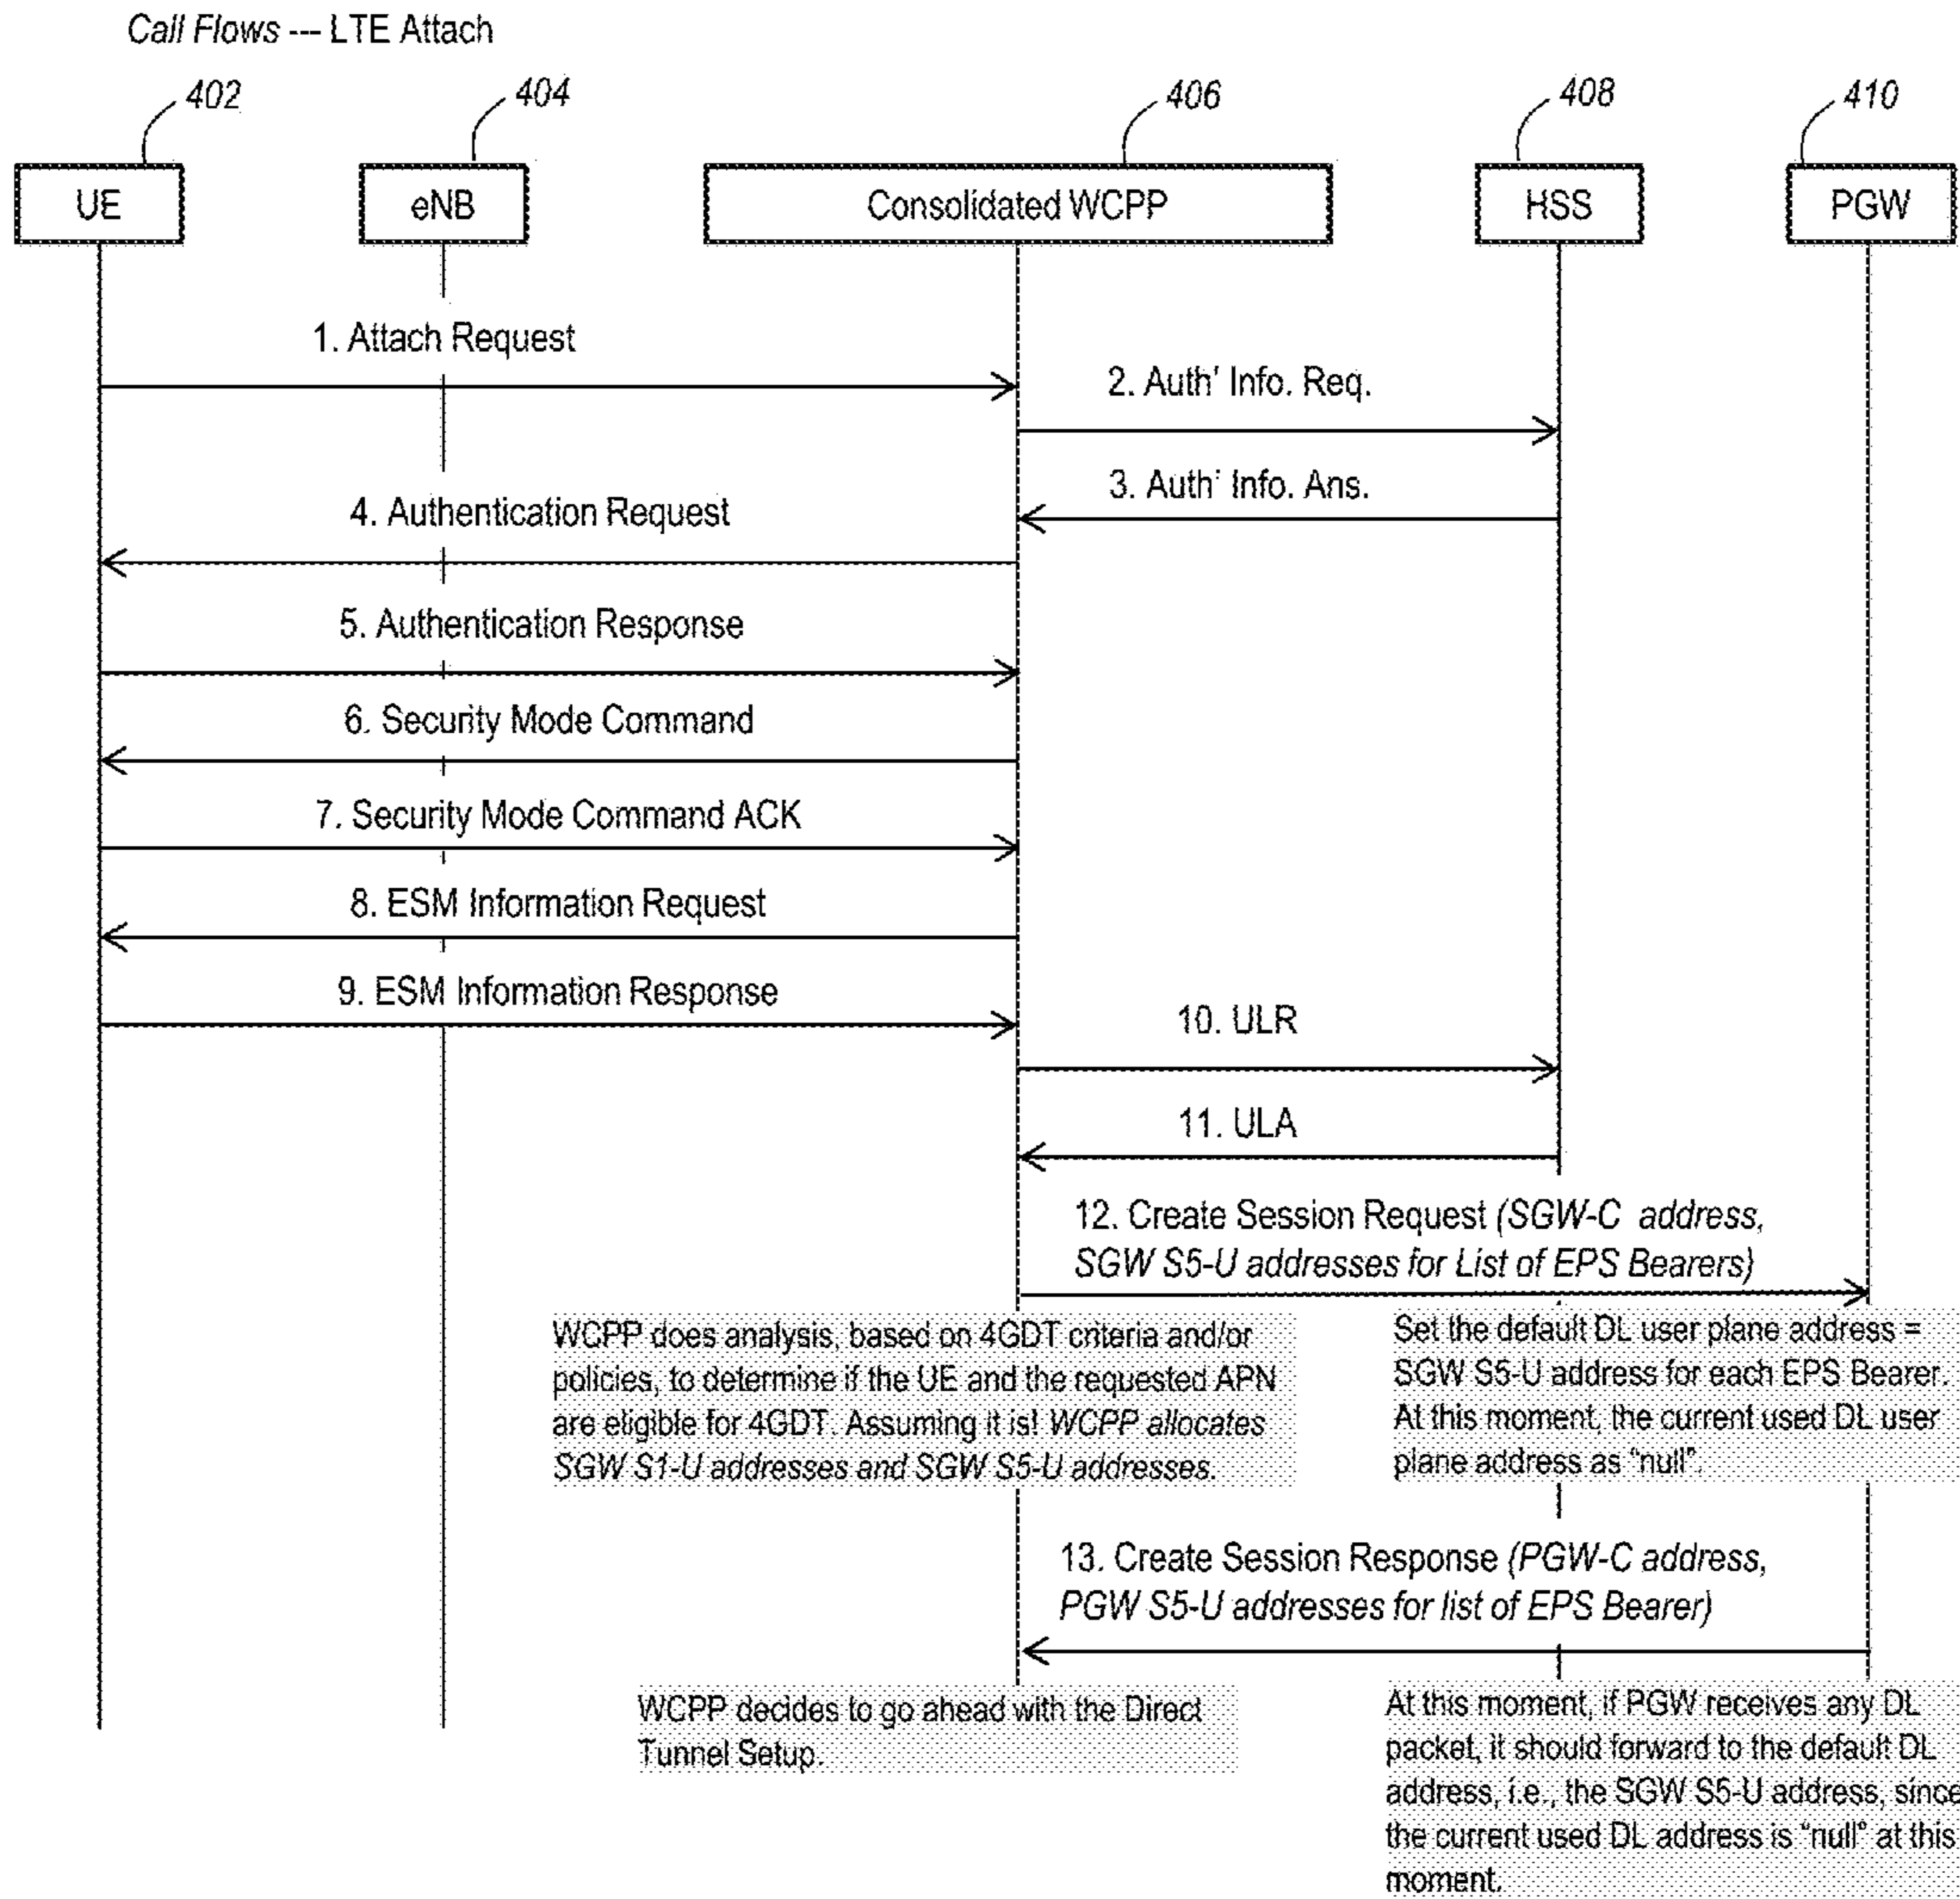 Call Flows --- LTE Attach
402
404
406
408
410
UE
eNB
Consolidated WCPP
HSS
PGW
1. Attach Request
2. Auth' Info. Req.
3. Auth' Info. Ans.
4. Authentication Request
5. Authentication Response
6. Security Mode Command
7. Security Mode Command ACK
8. ESM Information Request
9. ESM Information Response
10. ULR
11. ULA
12. Create Session Request (SGW-C address,
SGW S5-U addresses for List of EPS Bearers)
WCPP does analysis, based on 4GDT criteria and/or
policies, to determine if the UE and the requested APN
are eligible for 4GDT. Assuming it is! WCPP allocates
SGW S1-U addresses and SGW S5-U addresses.
Set the default DL user plane address =
SGW S5-U address for each EPS Bearer.
At this moment, the current used DL user
plane address as "null".
13. Create Session Response (PGW-C address,
PGW S5-U addresses for list of EPS Bearer)
WCPP decides to go ahead with the Direct
Tunnel Setup.
At this moment, if PGW receives any DL
packet, it should forward to the default DL
address, i.e., the SGW S5-U address, since
the current used DL address is "null" at this
moment.